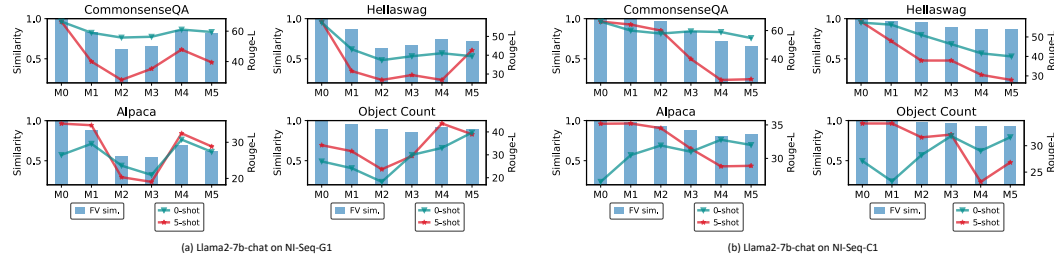 CommonsenseQA
Similarity
1.0
0.5
60
40
Rouge-L
M0 M1 M2 M3 M4 M5
Hellaswag
Similarity
1.0
0.5
50
40
30
Rouge-L
M0 M1 M2 M3 M4 M5
Alpaca
Similarity
1.0
0.5
30
20
Rouge-L
M0 M1 M2 M3 M4 M5
Object Count
Similarity
1.0
0.5
40
30
20
Rouge-L
M0 M1 M2 M3 M4 M5
FV sim.
0-shot
5-shot
FV sim.
0-shot
5-shot
(a) Llama2-7b-chat on NI-Seq-G1
CommonsenseQA
Similarity
1.0
0.5
60
40
Rouge-L
M0 M1 M2 M3 M4 M5
Hellaswag
Similarity
1.0
0.5
50
40
30
Rouge-L
M0 M1 M2 M3 M4 M5
Alpaca
Similarity
1.0
0.5
35
30
Rouge-L
M0 M1 M2 M3 M4 M5
Object Count
Similarity
1.0
0.5
30
25
Rouge-L
M0 M1 M2 M3 M4 M5
FV sim.
0-shot
5-shot
FV sim.
0-shot
5-shot
(b) Llama2-7b-chat on NI-Seq-C1